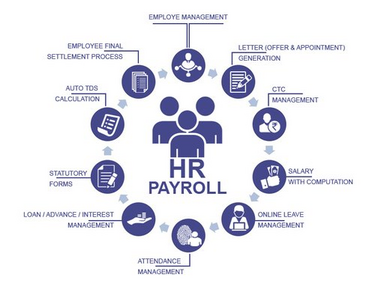 EMPLOYE MANAGEMENT
LETTER (OFFER & APPOINTMENT)
GENERATION
CTC
MANAGEMENT
SALARY
WITH COMPUTATION
ONLINE LEAVE
MANAGEMENT
ATTENDANCE
MANAGEMENT
LOAN / ADVANCE / INTEREST
MANAGEMENT
STATUTORY
FORMS
AUTO TDS
CALCULATION
EMPLOYEE FINAL
SETTLEMENT PROCESS
HR
PAYROLL